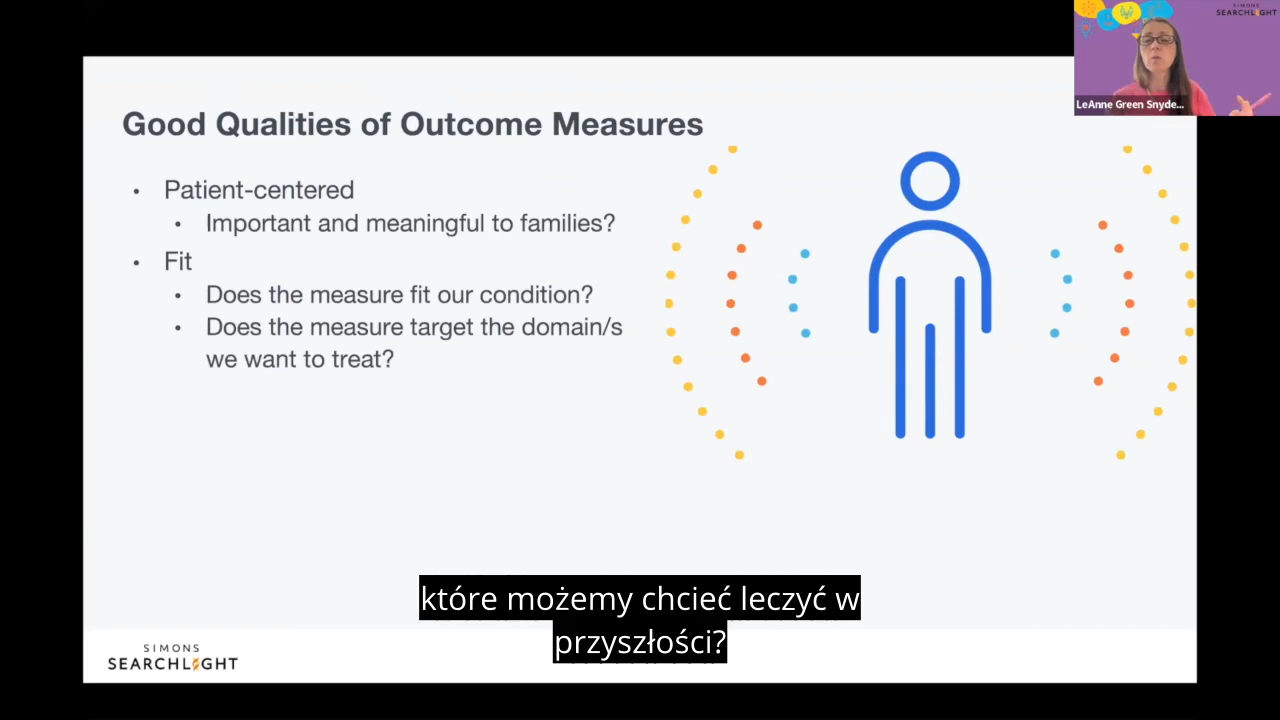 SIMONS
SEARCHLIGHT
LeAnne Green Snyde...
Good Qualities of Outcome Measures
• Patient-centered
• Important and meaningful to families?
• Fit
• Does the measure fit our condition?
• Does the measure target the domain/s
we want to treat?
które możemy chcieć leczyć w
przyszłości?
SIMONS
SEARCHLIGHT